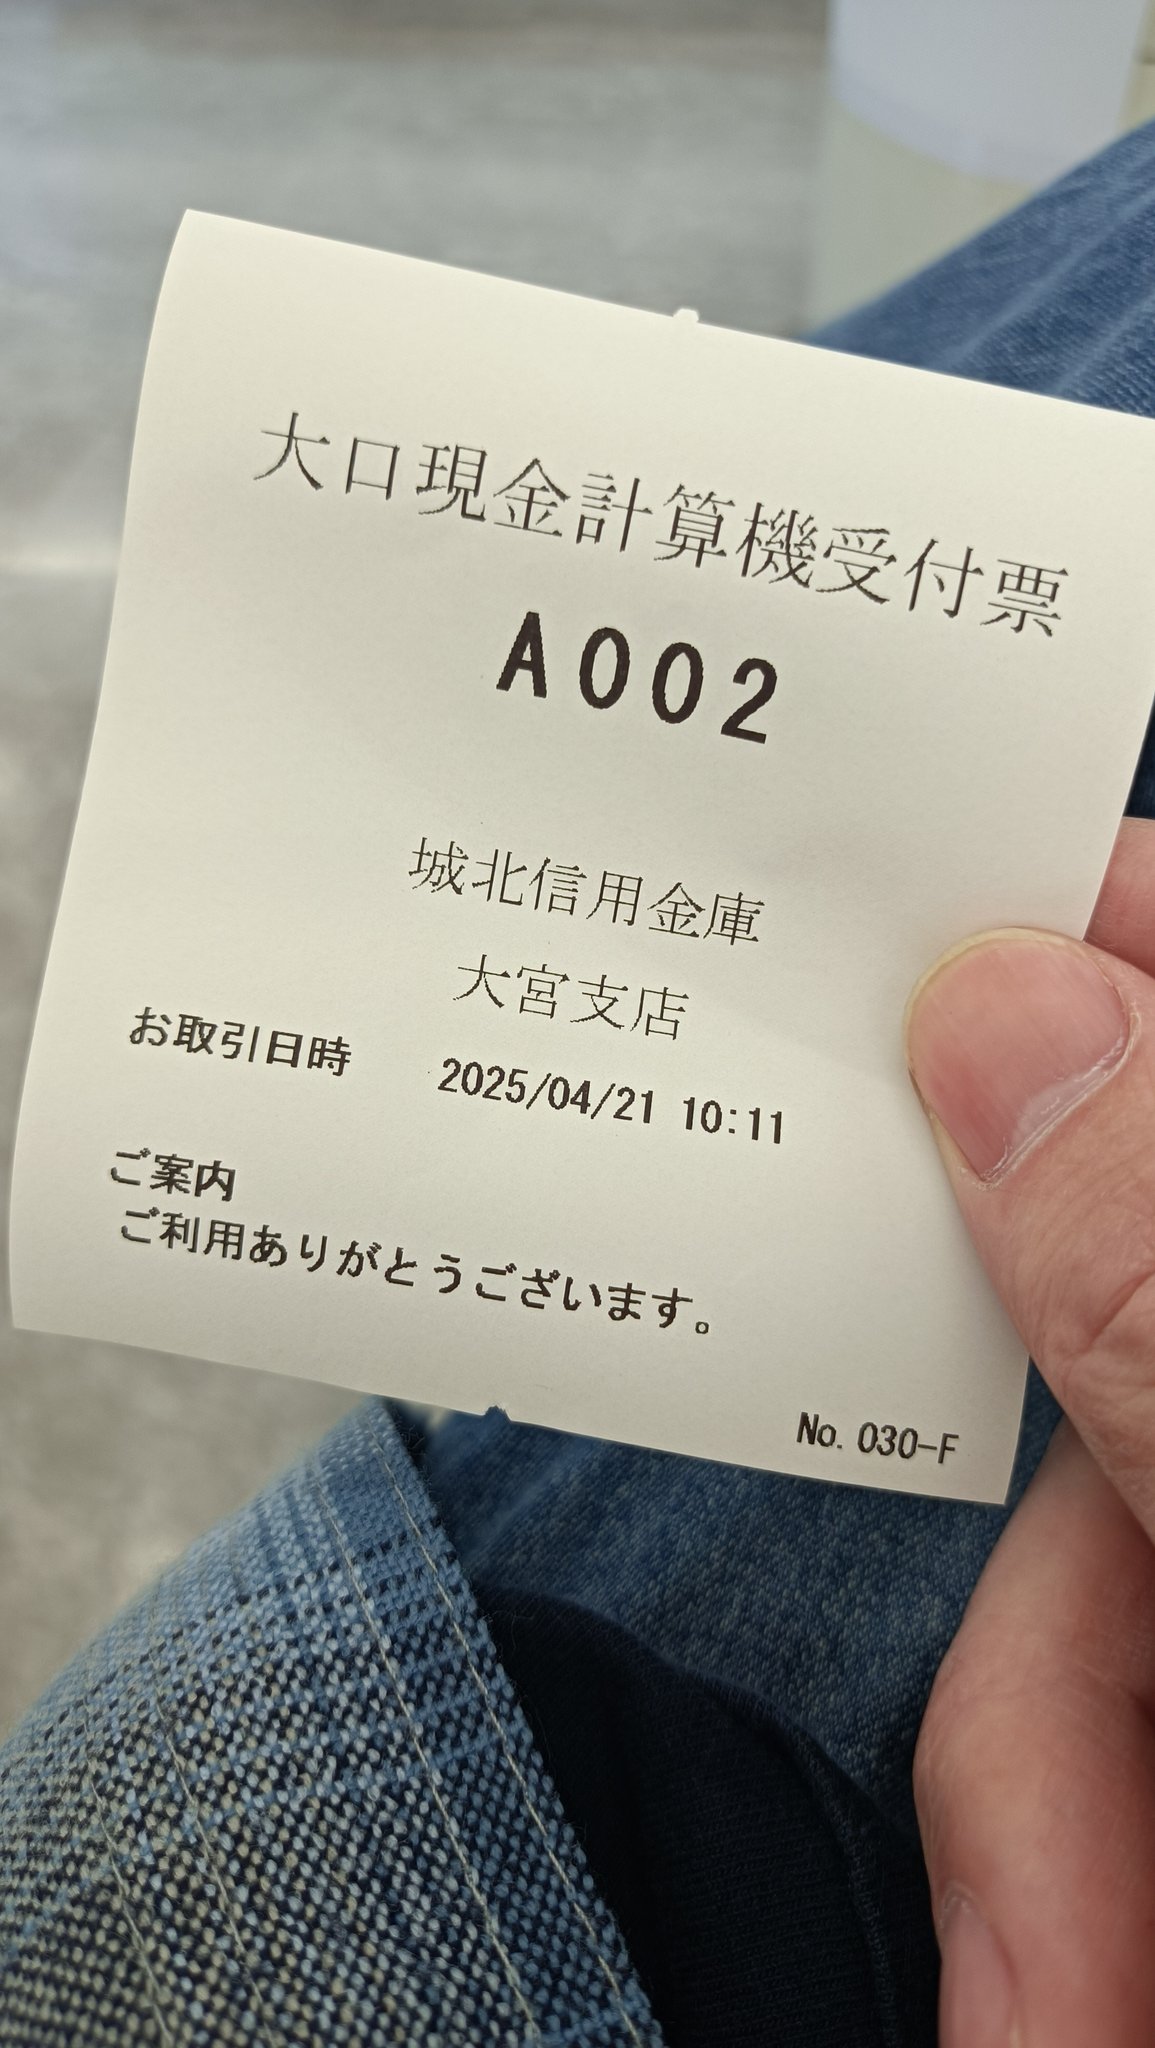 大口現金計算機受付票
A002
城北信用金庫
大宮支店
お取引日時 2025/04/21 10:11
ご案内
ご利用ありがとうございます。
No. 030-F